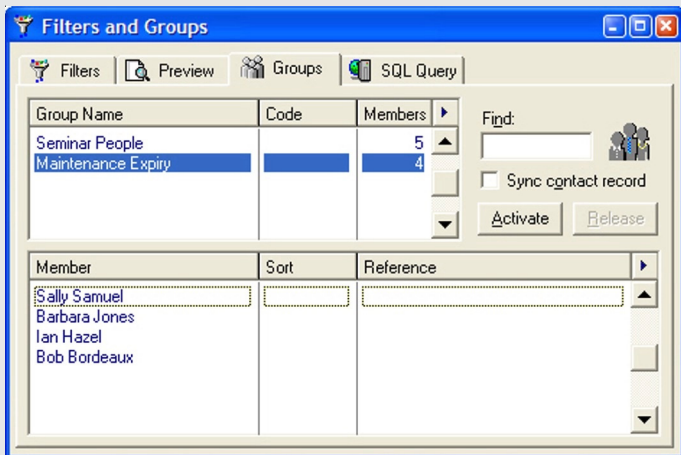 Filters and Groups
Filters Preview Groups SQL Query
Group Name Code Members
Seminar People 5
Maintenance Expiry 4
Find:
Sync contact record
Activate Release
Member Sort Reference
Sally Samuel
Barbara Jones
Ian Hazel
Bob Bordeaux